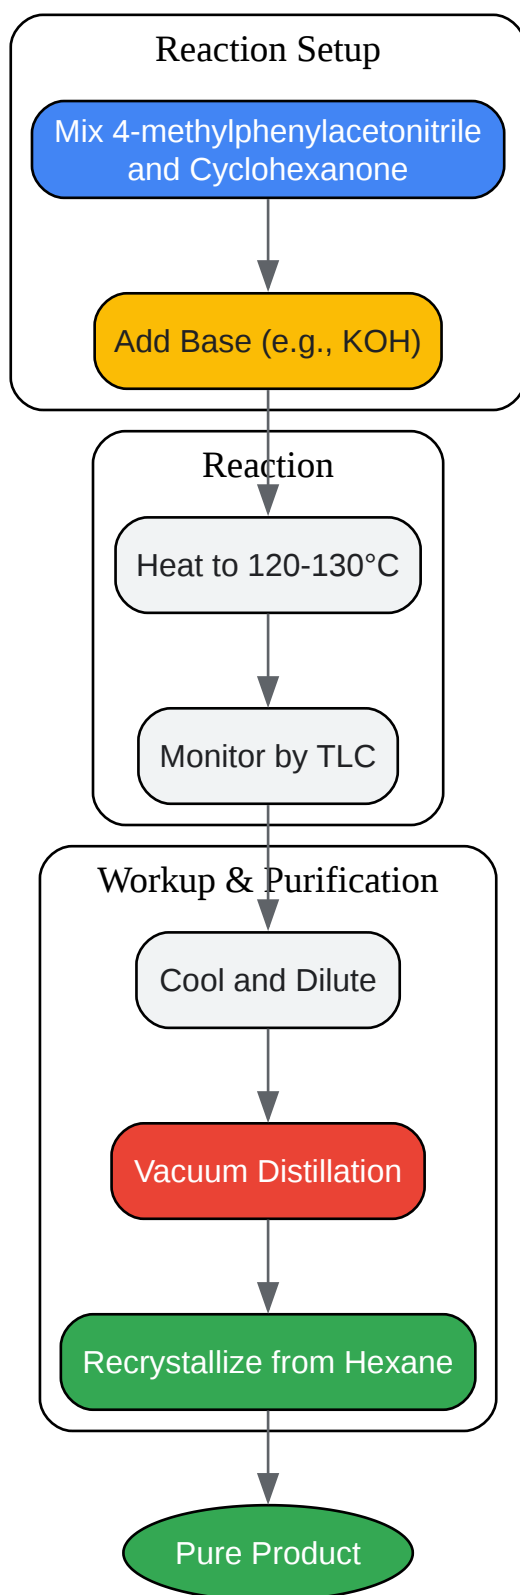 Reaction Setup
Mix 4-methylphenylacetonitrile
and Cyclohexanone
Add Base (e.g., KOH)
Reaction
Heat to 120-130°C
Monitor by TLC
Workup & Purification
Cool and Dilute
Vacuum Distillation
Recrystallize from Hexane
Pure Product